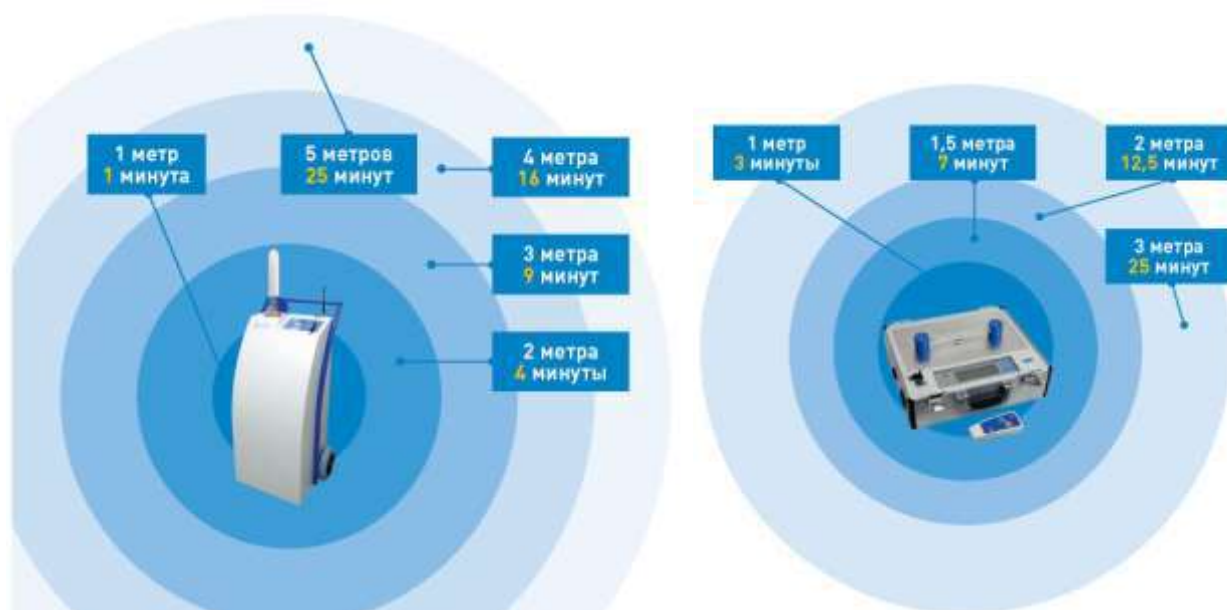 1 метр
1 минута
5 метров
25 минут
4 метра
16 минут
3 метра
9 минут
2 метра
4 минуты
1 метр
3 минуты
1,5 метра
7 минут
2 метра
12,5 минут
3 метра
25 минут